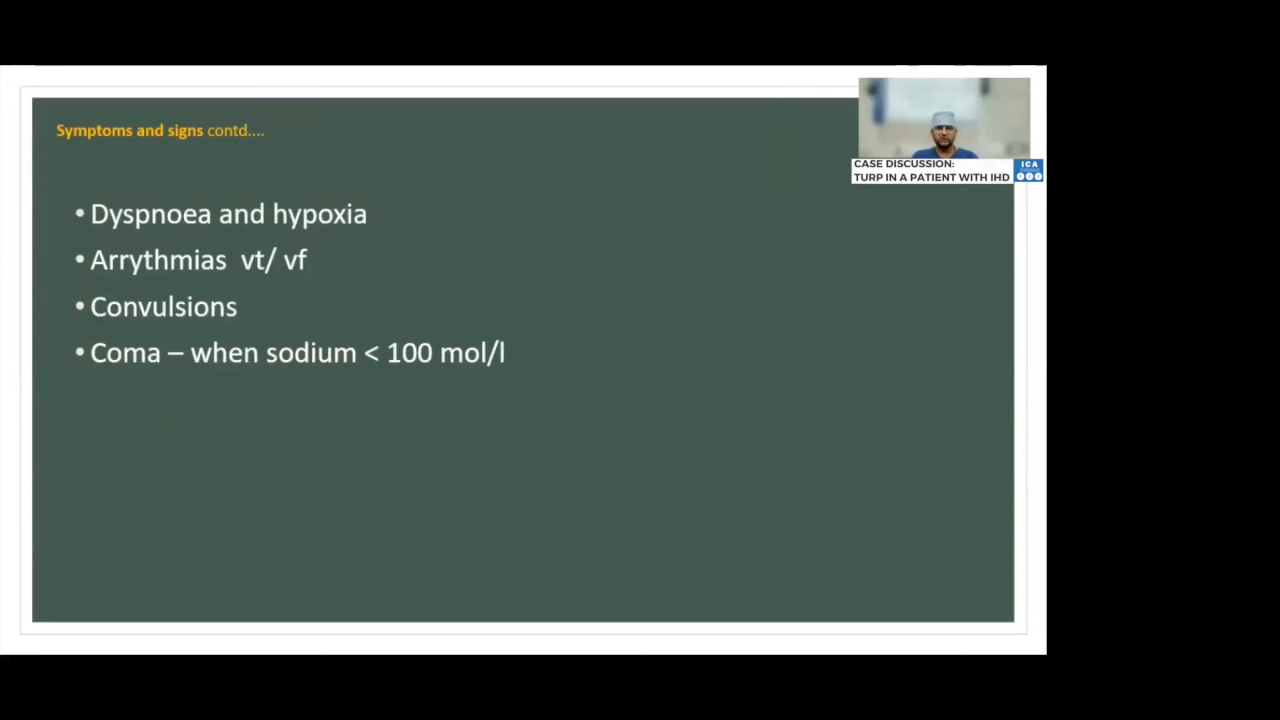 Symptoms and signs contd....
• Dyspnoea and hypoxia
• Arrythmias vt/ vf
• Convulsions
• Coma – when sodium < 100 mol/l
CASE DISCUSSION:
TURP IN A PATIENT WITH IHD
ICA